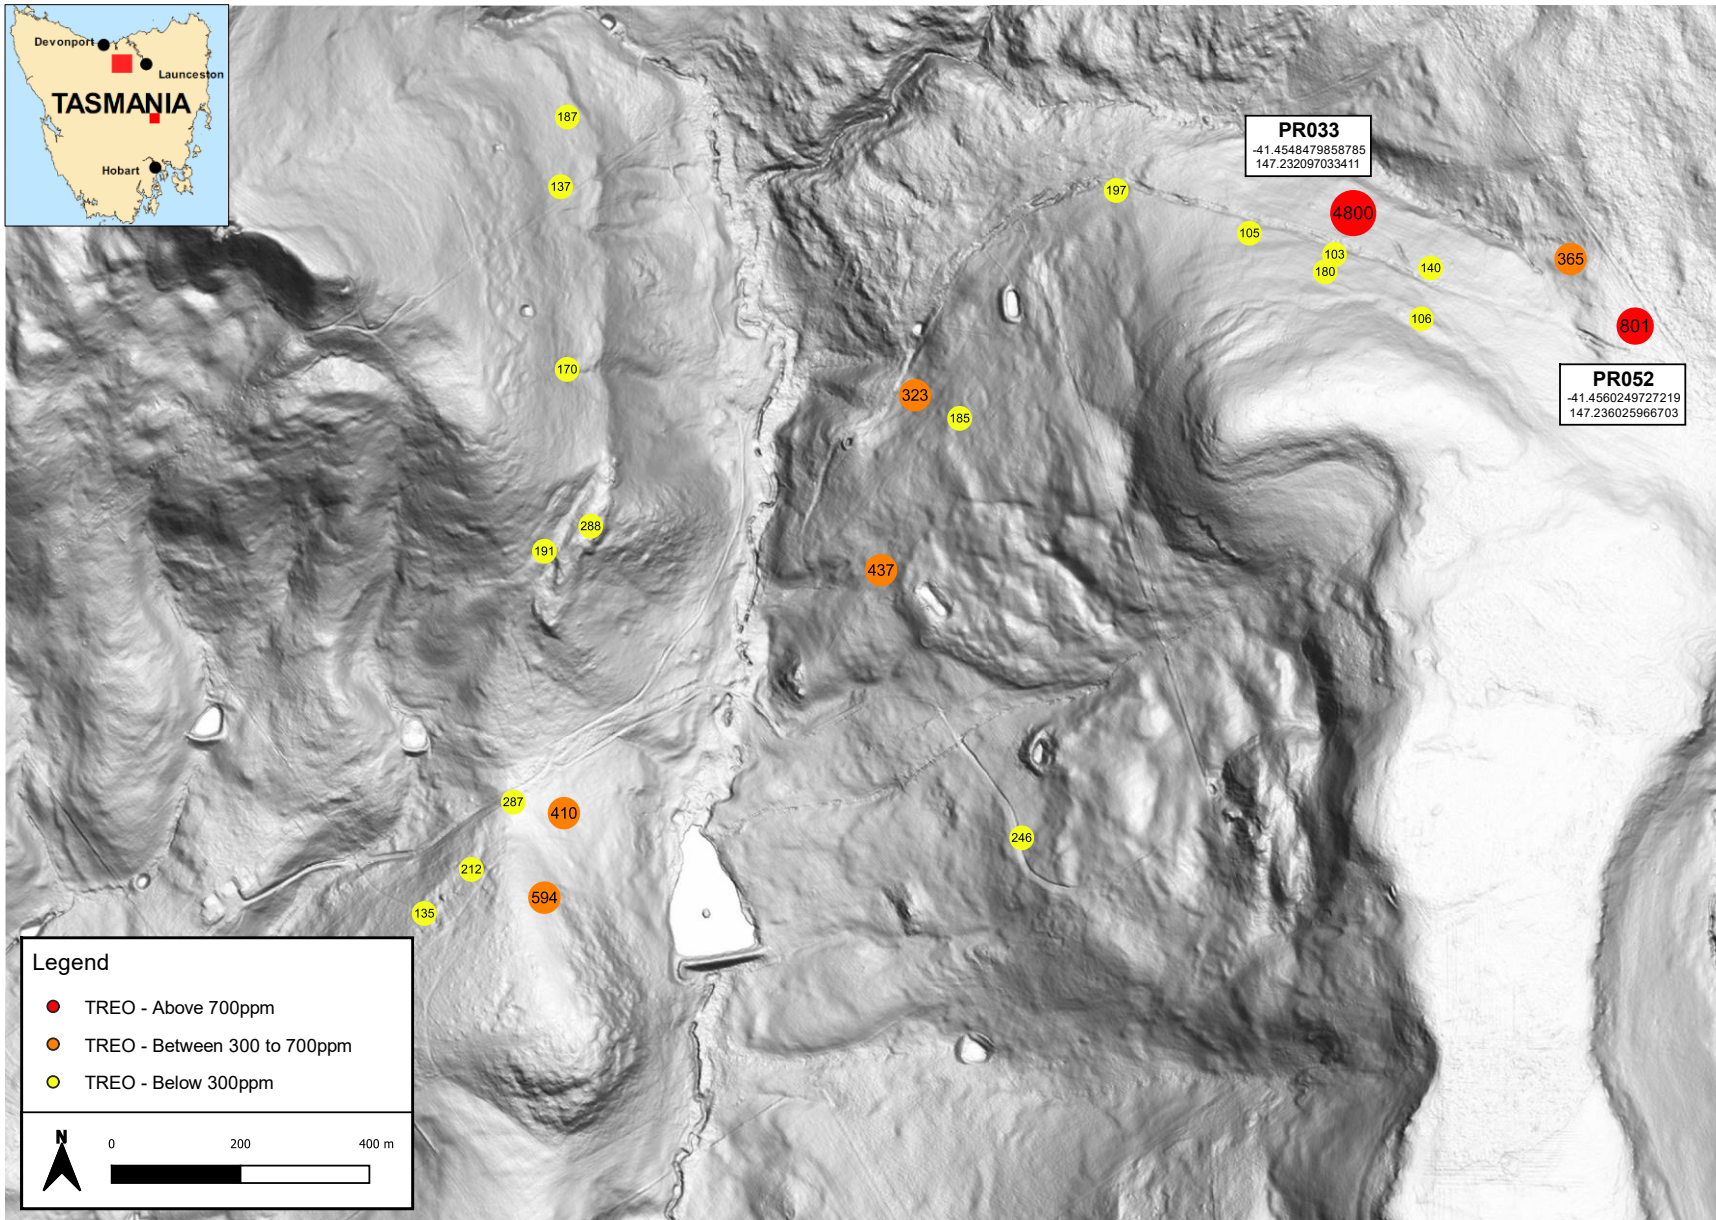 Devonport
Launceston
TASMANIA
Hobart
187
137
170
288
191
197
PR033
-41.4548479858785
147.232097033411
4800
105
103
180
140
106
365
801
PR052
-41.4560249727219
147.236025966703
323
185
437
287
410
212
594
135
246
Legend
TREO - Above 700ppm
TREO - Between 300 to 700ppm
TREO - Below 300ppm
N
0 200 400 m